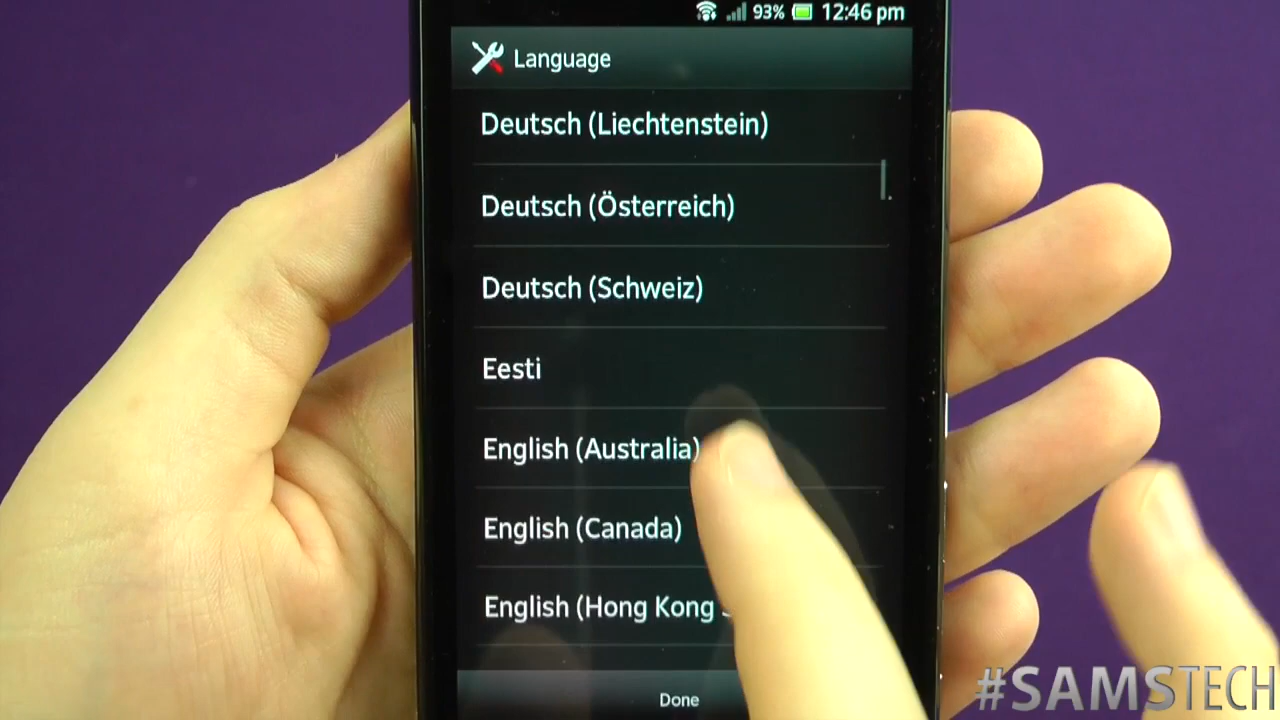 93% 12:46 pm
Language
Deutsch (Liechtenstein)
Deutsch (Österreich)
Deutsch (Schweiz)
Eesti
English (Australia)
English (Canada)
English (Hong Kong
Done
#SAMSTECH